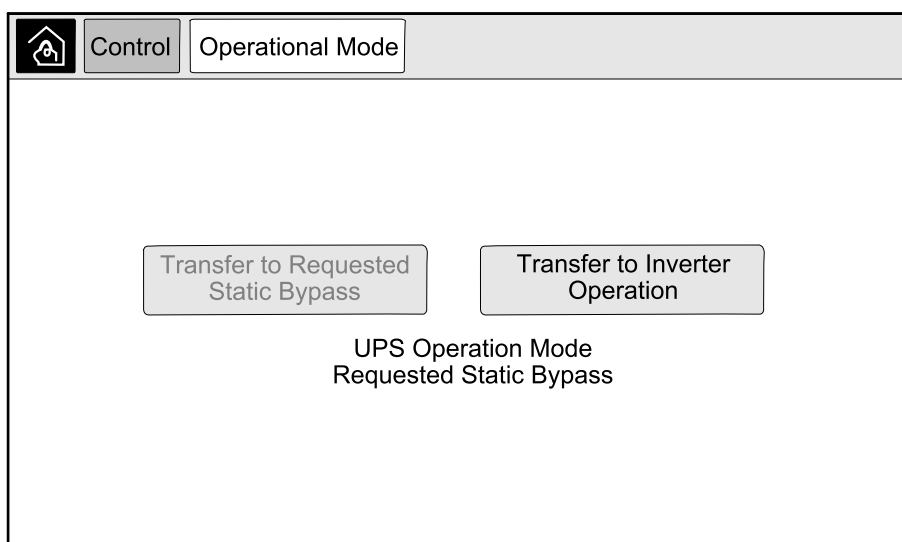 Control Operational Mode
Transfer to Requested
Static Bypass
Transfer to Inverter
Operation
UPS Operation Mode
Requested Static Bypass